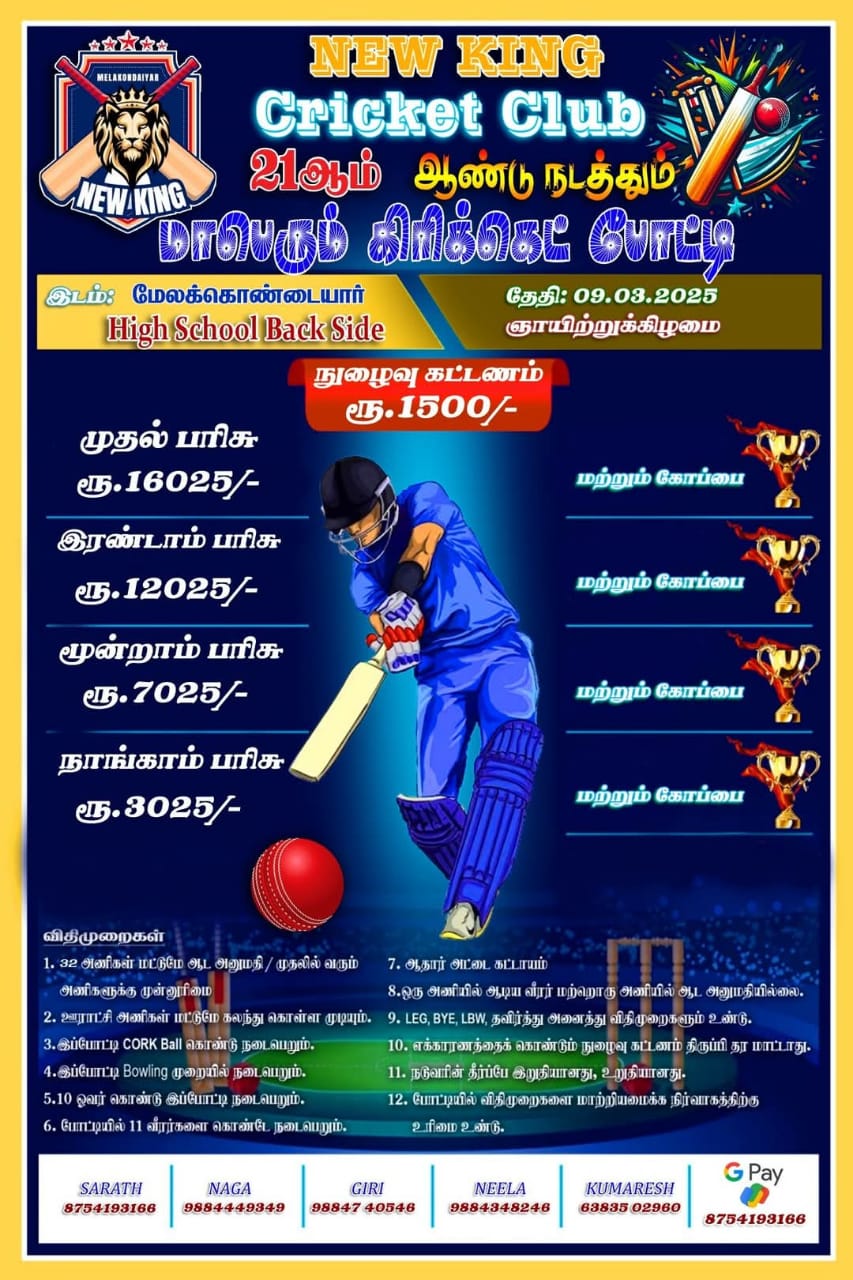 MELAKONDAIYAR
NEW KING
NEW KING
Cricket Club
21ஆம் ஆண்டு நடத்தும்
மாபெரும் கிரிக்கெட் போட்டி
இடம்: மேலக்கொண்டையார்
High School Back Side
தேதி: 09.03.2025
ஞாயிற்றுக்கிழமை
நுழைவு கட்டணம்
ரூ.1500/-
முதல் பரிசு
ரூ.16025/-
மற்றும் கோப்பை
இரண்டாம் பரிசு
ரூ.12025/-
மற்றும் கோப்பை
மூன்றாம் பரிசு
ரூ.7025/-
மற்றும் கோப்பை
நாங்காம் பரிசு
ரூ.3025/-
மற்றும் கோப்பை
விதிமுறைகள்
1. 32 அணிகள் மட்டுமே ஆட அனுமதி / முதலில் வரும்
அணிகளுக்கு முன்னுரிமை
2. ஊராட்சி அணிகள் மட்டுமே கலந்து கொள்ள முடியும்.
3. இப்போட்டி CORK Ball கொண்டு நடைபெறும்.
4. இப்போட்டி Bowling முறையில் நடைபெறும்.
5. 10 ஓவர் கொண்டு இப்போட்டி நடைபெறும்.
6. போட்டியில் 11 வீரர்களை கொண்டே நடைபெறும்.
7. ஆதார் அட்டை கட்டாயம்
8. ஒரு அணியில் ஆடிய வீரர் மற்றொரு அணியில் ஆட அனுமதியில்லை.
9. LEG, BYE, LBW, தவிர்த்து அனைத்து விதிமுறைகளும் உண்டு.
10. எக்காரணத்தைக் கொண்டும் நுழைவு கட்டணம் திருப்பி தர மாட்டாது.
11. நடுவரின் தீர்ப்பே இறுதியானது, உறுதியானது.
12. போட்டியில் விதிமுறைகளை மாற்றியமைக்க நிர்வாகத்திற்கு
உரிமை உண்டு.
SARATH
8754193166
NAGA
9884449349
GIRI
98847 40546
NEELA
9884348246
KUMARESH
63835 02960
G Pay
8754193166